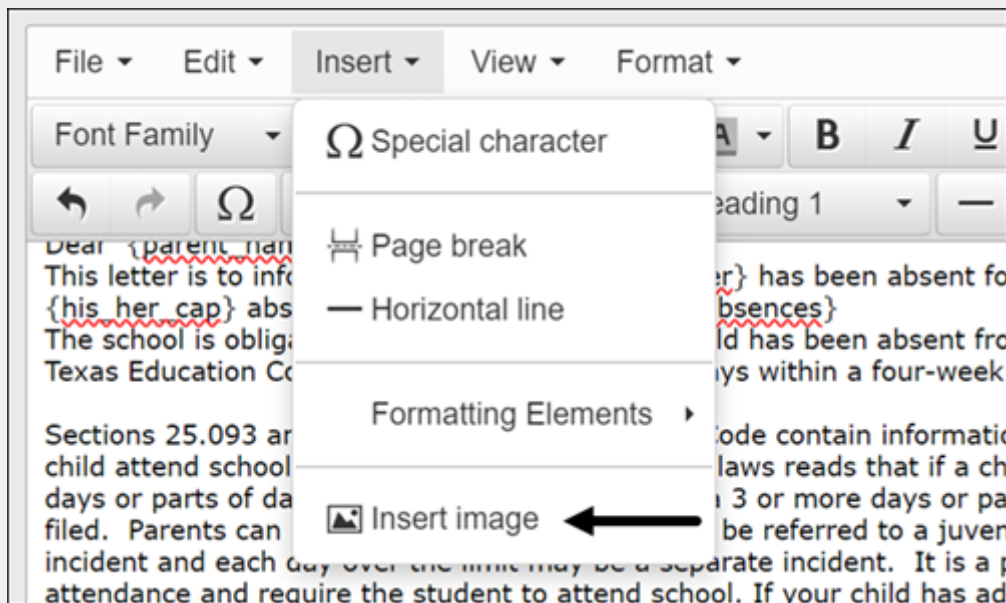 File Edit Insert View Format
Font Family Ω Special character A B I U
Ω Page break eading 1
Horizontal line
Formatting Elements
Insert image
Dear {parent_nan
This letter is to info r} has been absent fo
{his_her_cap} abs bsences}
The school is oblig ld has been absent fro
Texas Education Co ys within a four-week
Sections 25.093 an Code contain informatio
child attend school laws reads that if a ch
days or parts of da 3 or more days or pa
filed. Parents can be referred to a juven
incident and each day over the limit may be a separate incident. It is a p
attendance and require the student to attend school. If your child has ad